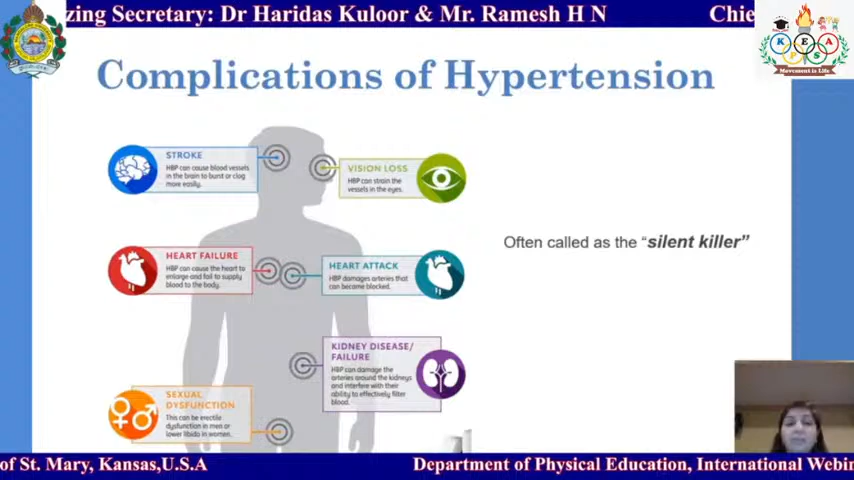 zing Secretary: Dr Haridas Kuloor & Mr. Ramesh H N
Chie
K E A
P S
Movement is Life
Complications of Hypertension
STROKE
HBP can cause blood vessels
in the brain to burst or clog
more easily.
VISION LOSS
HBP can strain the
vessels in the eyes.
Often called as the “silent killer”
HEART FAILURE
HBP can cause the heart to
enlarge and fail to supply
blood to the body.
HEART ATTACK
HBP damages arteries that
can become blocked.
KIDNEY DISEASE/
FAILURE
HBP can damage the
arteries around the kidneys
and interfere with their
ability to effectively filter
blood.
SEXUAL
DYSFUNCTION
This can be erectile
dysfunction in men or
lower libido in women.
of St. Mary, Kansas,U.S.A
Department of Physical Education, International Webin